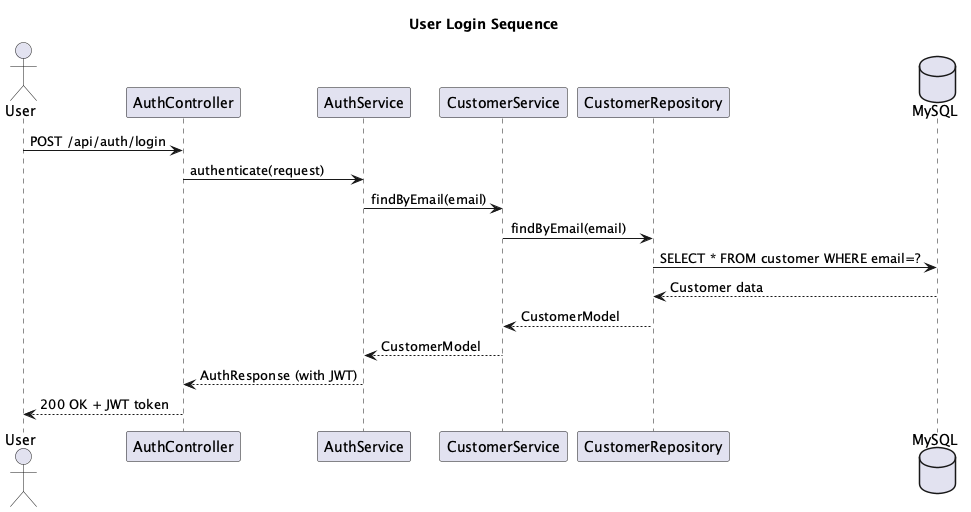 User Login Sequence
User
AuthController
AuthService
CustomerService
CustomerRepository
MySQL
POST /api/auth/login
authenticate(request)
findByEmail(email)
findByEmail(email)
SELECT * FROM customer WHERE email=?
Customer data
CustomerModel
CustomerModel
AuthResponse (with JWT)
200 OK + JWT token
User
AuthController
AuthService
CustomerService
CustomerRepository
MySQL